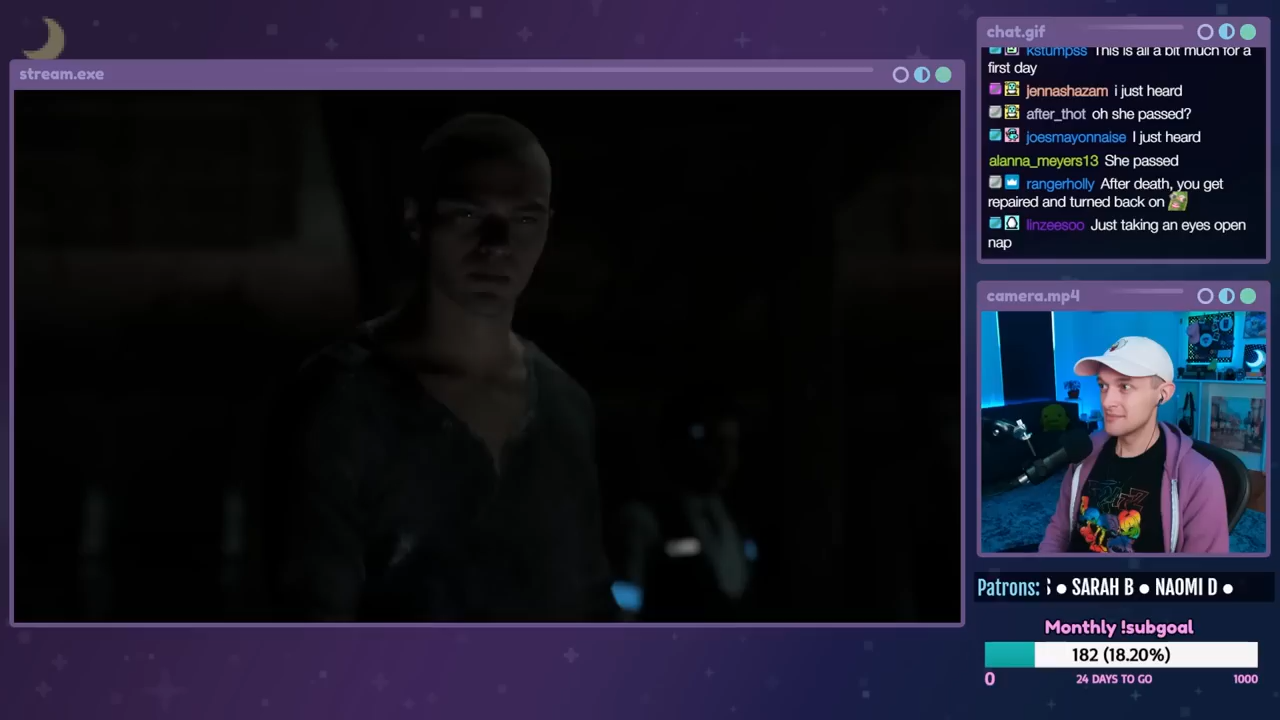 stream.exe
chat.gif
kstumpss This is all a bit much for a
first day
jennashazam i just heard
after_thot oh she passed?
joesmayonnaise I just heard
alanna_meyers13 She passed
rangerholly After death, you get
repaired and turned back on
linzeesoo Just taking an eyes open
nap
camera.mp4
Patrons: ● SARAH B ● NAOMI D ●
Monthly !subgoal
182 (18.20%)
0 24 DAYS TO GO 1000